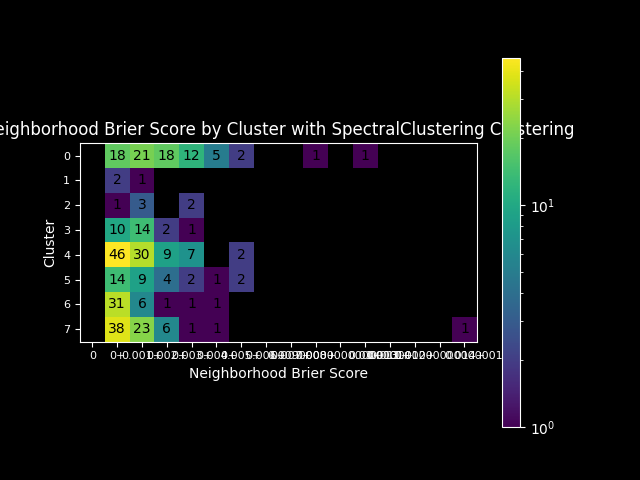 eighborhood Brier Score by Cluster with SpectralClustering
0 18 21 18 12 5 2 1 1
1 2 1
2 1 3 2
3 10 14 2 1
4 46 30 9 7 2
5 14 9 4 2 1 2
6 31 6 1 1 1
7 38 23 6 1 1 1
Cluster
0
Neighborhood Brier Score
10¹
10⁰